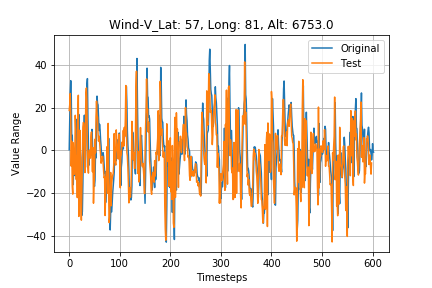 Wind-V_Lat: 57, Long: 81, Alt: 6753.0
Original
Test
Value Range
40
20
0
−20
−40
0 100 200 300 400 500 600
Timesteps